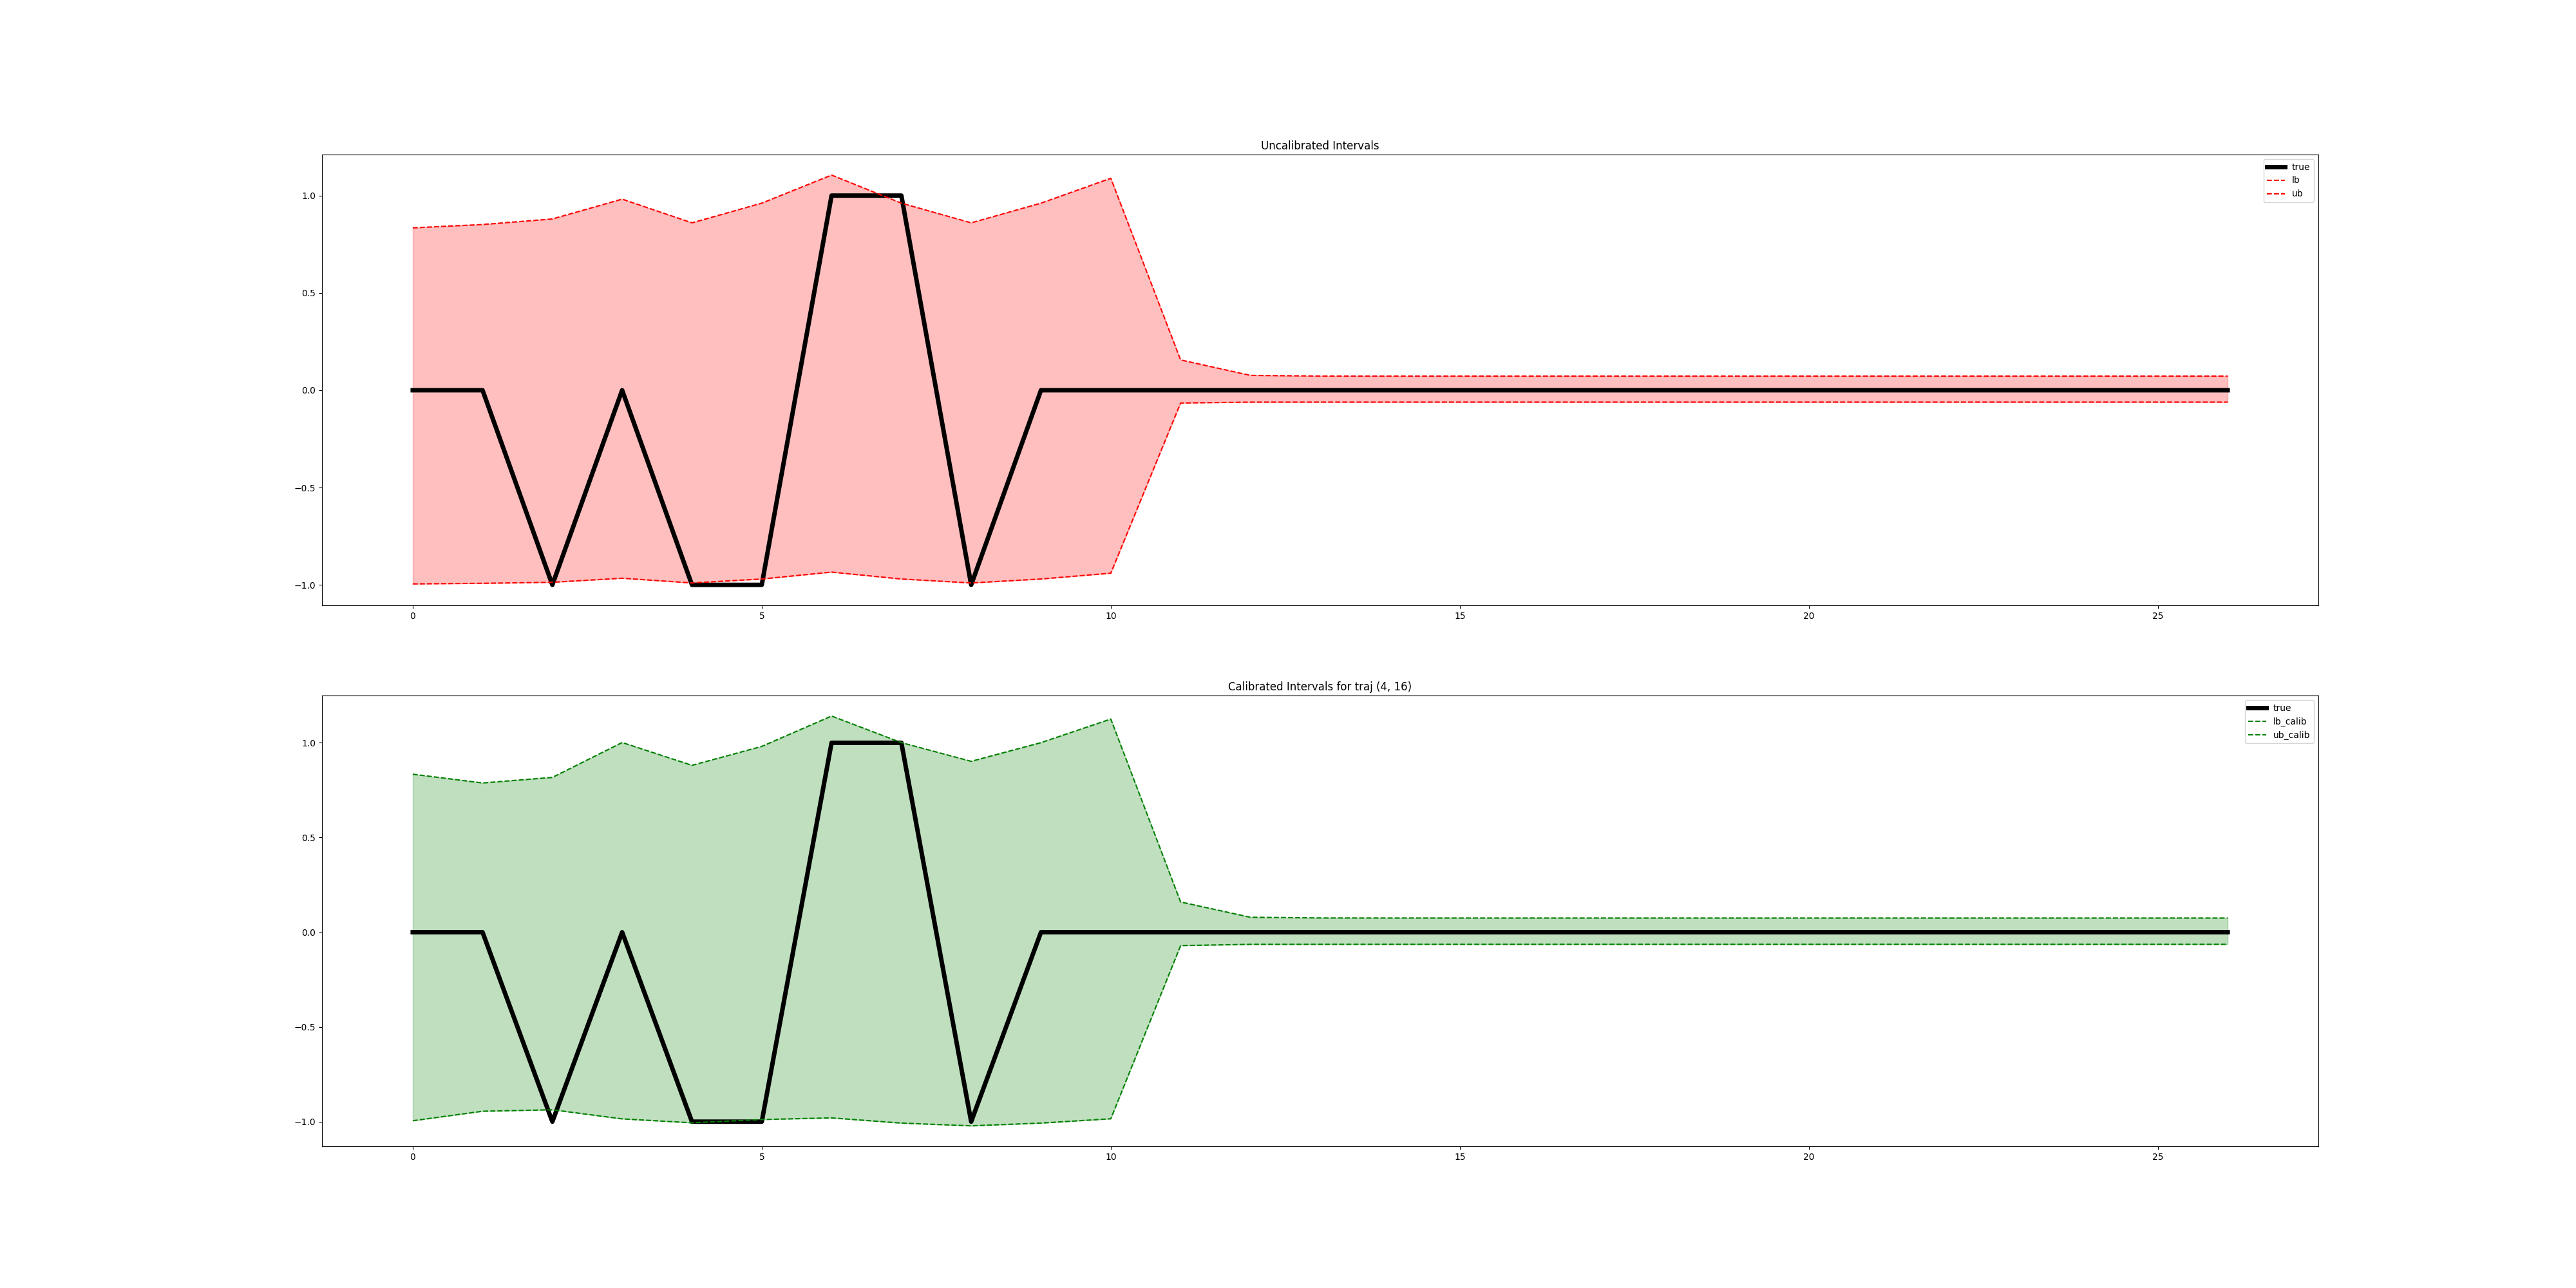 Uncalibrated Intervals
true
lb
ub
1.0
0.5
0.0
−0.5
−1.0
0 5 10 15 20 25
Calibrated Intervals for traj (4, 16)
true
lb_calib
ub_calib
1.0
0.5
0.0
−0.5
−1.0
0 5 10 15 20 25